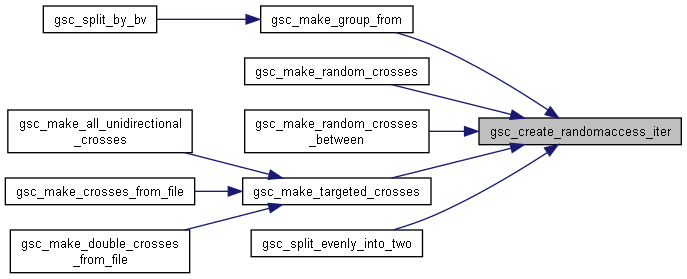 gsc_split_by_bv
gsc_make_group_from
gsc_make_random_crosses
gsc_make_all_unidirectional
_crosses
gsc_make_random_crosses
_between
gsc_create_randomaccess_iter
gsc_make_crosses_from_file
gsc_make_targeted_crosses
gsc_make_double_crosses
_from_file
gsc_split_evenly_into_two